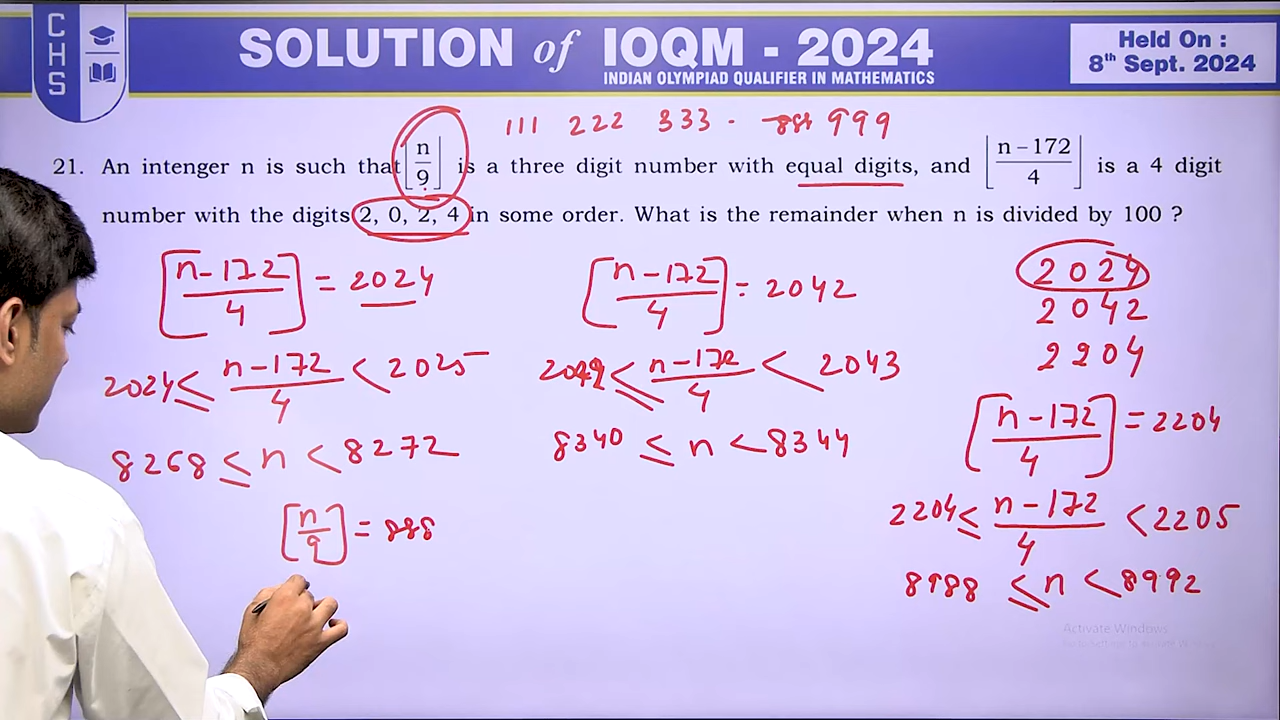 CHS
SOLUTION of IOQM - 2024
INDIAN OLYMPIAD QUALIFIER IN MATHEMATICS
Held On :
8th Sept. 2024
111 222 333 - 888 999
21. An intenger n is such that ⌊n/9⌋ is a three digit number with equal digits, and ⌊(n-172)/4⌋ is a 4 digit
number with the digits 2, 0, 2, 4 in some order. What is the remainder when n is divided by 100 ?
[(n-172)/4] = 2024
2024 ≤ (n-172)/4 < 2025
8268 ≤ n < 8272
[n/9] = 888
[(n-172)/4] = 2042
2042 ≤ (n-172)/4 < 2043
8340 ≤ n < 8344
2024
2042
2204
[(n-172)/4] = 2204
2204 ≤ (n-172)/4 < 2205
8988 ≤ n < 8992
Activate Windows